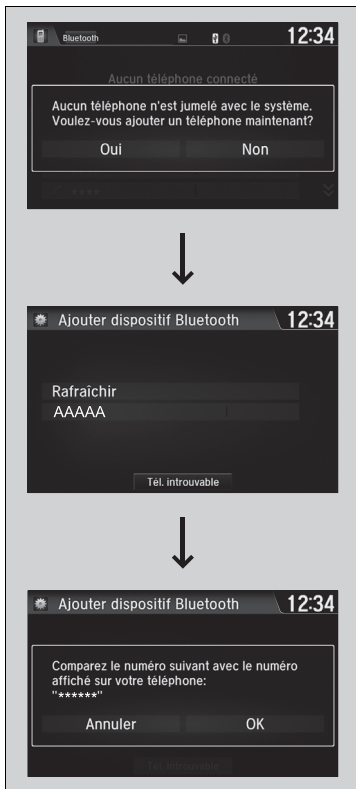 Bluetooth
12:34
Aucun téléphone connecté
Aucun téléphone n'est jumelé avec le système.
Voulez-vous ajouter un téléphone maintenant?
Oui Non
****
Ajouter dispositif Bluetooth 12:34
Rafraîchir
AAAAA
Tél. introuvable
Ajouter dispositif Bluetooth 12:34
Comparez le numéro suivant avec le numéro
affiché sur votre téléphone:
"******"
Annuler OK
Tél. introuvable